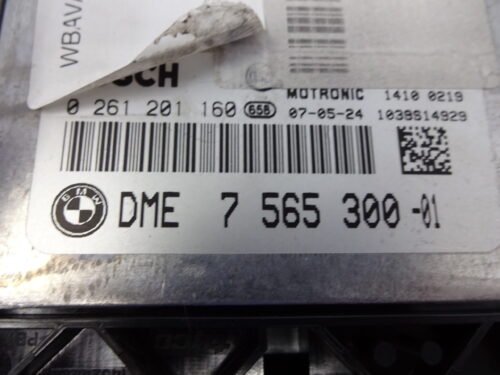 WBAVA
SCH
MOTRONIC 1410 0219
0 261 201 160 658 07-05-24 1039S14929
BMW
DME 7 565 300-01